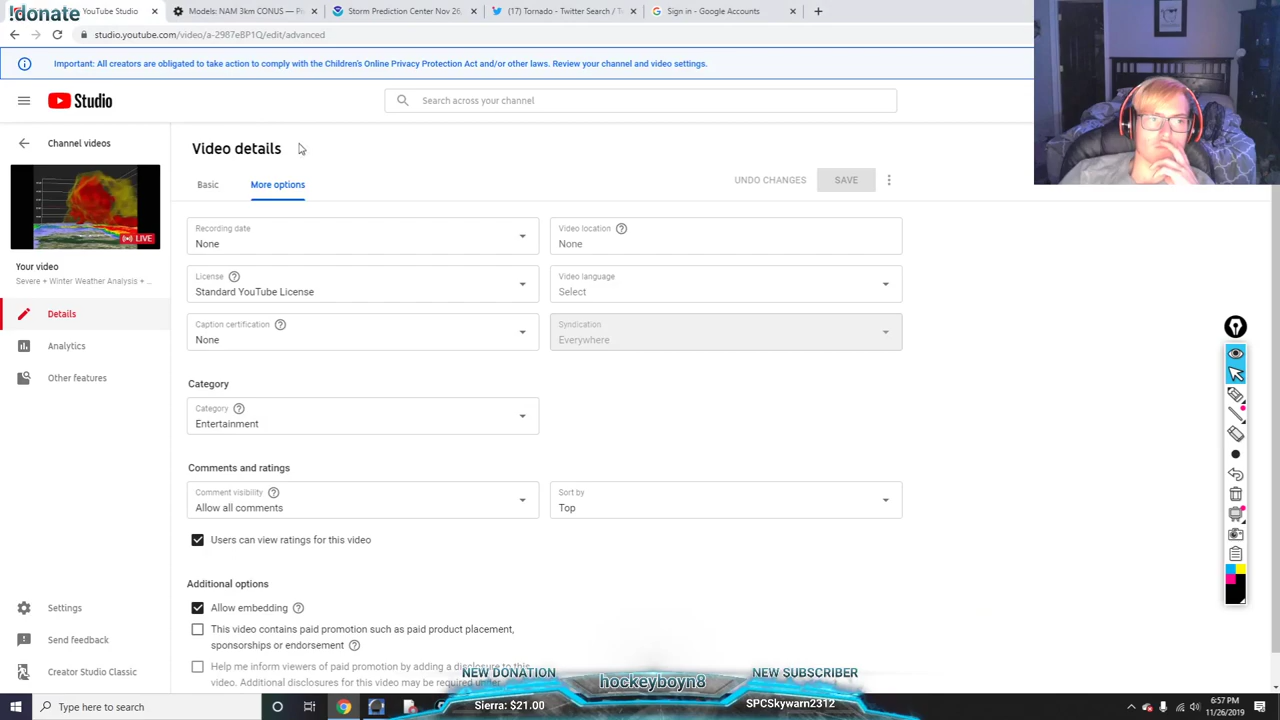 !donate
YouTube Studio
Models: NAM 3km CONUS —
Storm Prediction Center Nov 26,
(17) Tornado - Twitter Search / T
Sign in - Google Accounts
studio.youtube.com/video/a-2987eBP1Q/edit/advanced
Important: All creators are obligated to take action to comply with the Children's Online Privacy Protection Act and/or other laws. Review your channel and video settings.
Studio
Search across your channel
Channel videos
Video details
Basic
More options
UNDO CHANGES
SAVE
LIVE
Your video
Severe + Winter Weather Analysis + ...
Details
Analytics
Other features
Settings
Send feedback
Creator Studio Classic
Recording date
None
Video location
None
License
Standard YouTube License
Video language
Select
Caption certification
None
Syndication
Everywhere
Category
Category
Entertainment
Comments and ratings
Comment visibility
Allow all comments
Sort by
Top
Users can view ratings for this video
Additional options
Allow embedding
This video contains paid promotion such as paid product placement,
sponsorships or endorsement
Help me inform viewers of paid promotion by adding a disclosure to this
video. Additional disclosures for this video may be required under
NEW DONATION
Sierra: $21.00
hockeyboyn8
NEW SUBSCRIBER
SPCSkywarn2312
Type here to search
6:57 PM
11/26/2019